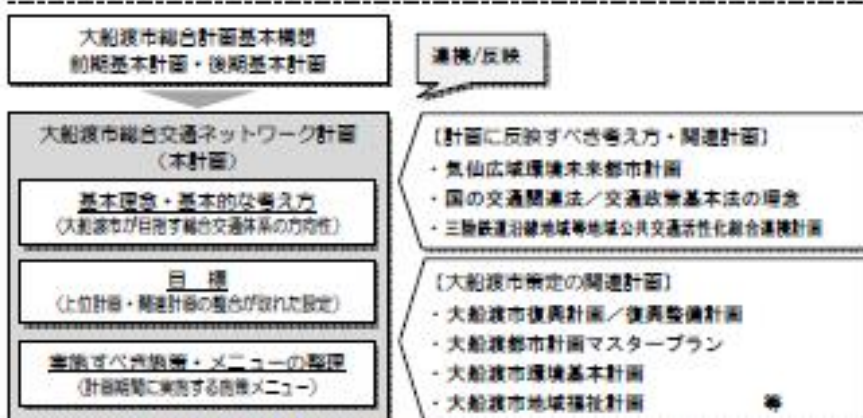 大船渡市総合計画基本構想
前期基本計画・後期基本計画
連携/反映
大船渡市総合交通ネットワーク計画
（本計画）
基本理念・基本的な考え方
（大船渡市が目指す総合交通体系の方向性）
目　標
（上位計画・関連計画の整合が取れた設定）
実施すべき施策・メニューの整理
（計画期間に実施する施策メニュー）
［計画に反映すべき考え方・関連計画］
・気仙広域環境未来都市計画
・国の交通関連法／交通政策基本法の理念
・三陸鉄道沿線地域等地域公共交通活性化総合連携計画
［大船渡市策定の関連計画］
・大船渡市復興計画／復興整備計画
・大船渡都市計画マスタープラン
・大船渡市環境基本計画
・大船渡市地域福祉計画　　　　等